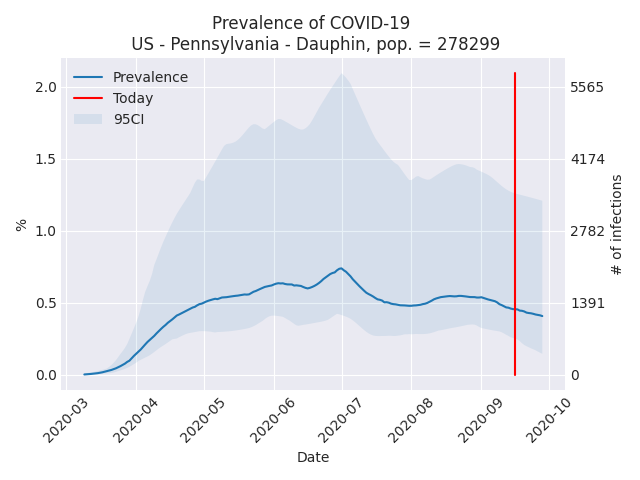 Prevalence of COVID-19
US - Pennsylvania - Dauphin, pop. = 278299
Prevalence
Today
95CI
2.0
1.5
1.0
0.5
0.0
%
5565
4174
2782
1391
0
# of infections
2020-03
2020-04
2020-05
2020-06
2020-07
2020-08
2020-09
2020-10
Date